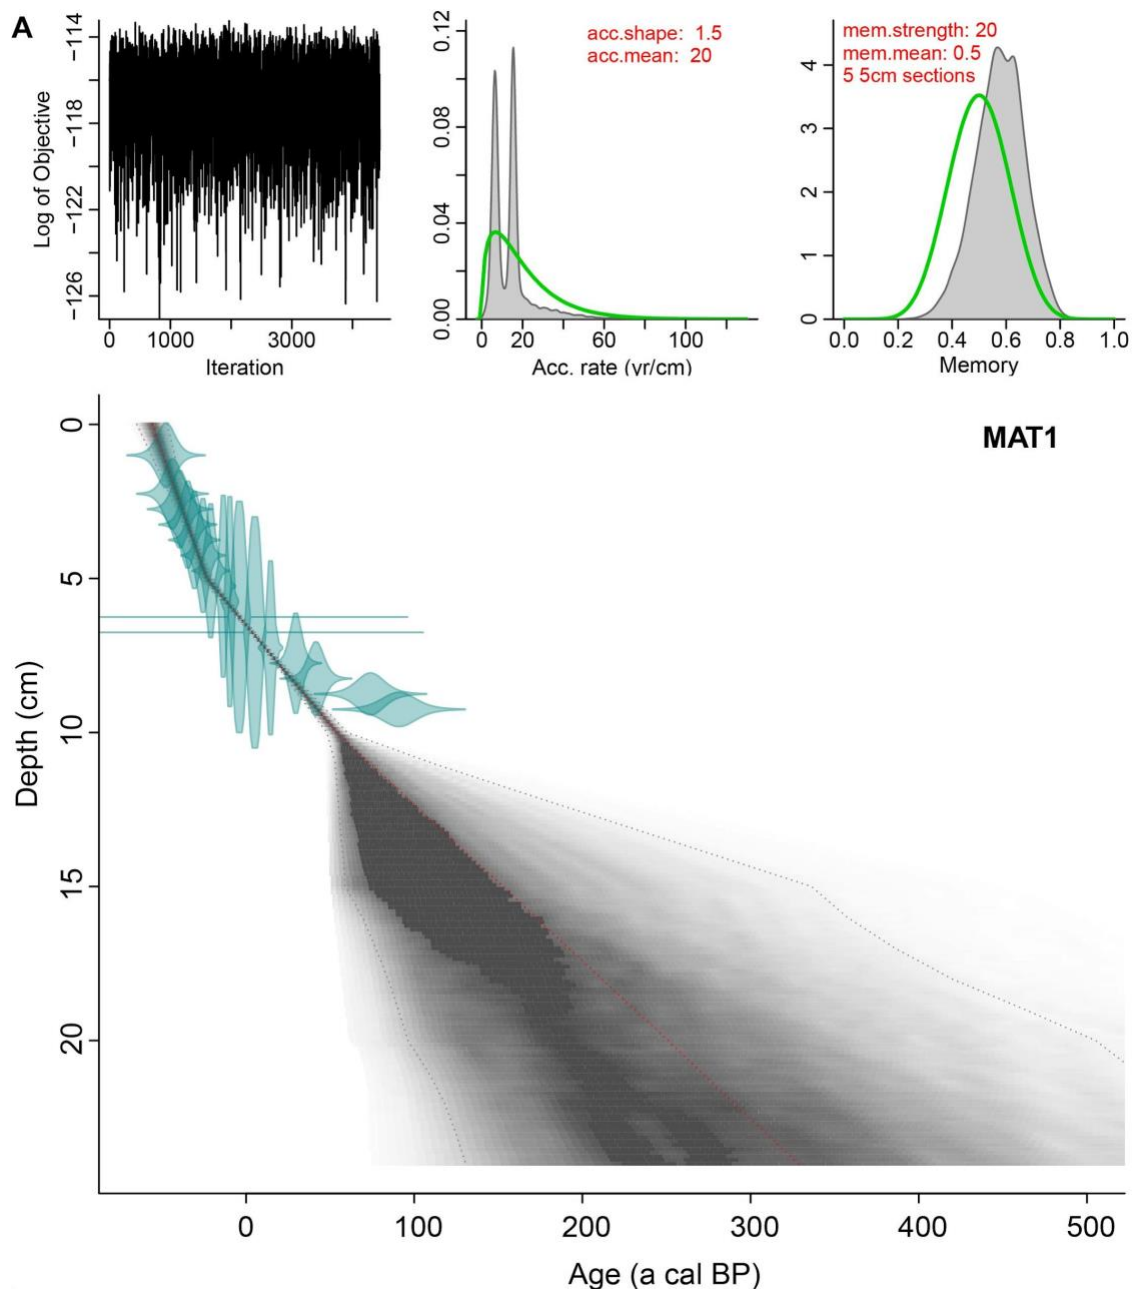 A
−114
−118
−122
−126
Log of Objective
0
1000
3000
Iteration
0.12
0.08
0.04
0.00
acc.shape: 1.5
acc.mean: 20
0
20
60
100
Acc. rate (yr/cm)
mem.strength: 20
mem.mean: 0.5
5 5cm sections
4
3
2
1
0
0.0
0.2
0.4
0.6
0.8
1.0
Memory
MAT1
0
5
10
15
20
Depth (cm)
0
100
200
300
400
500
Age (a cal BP)